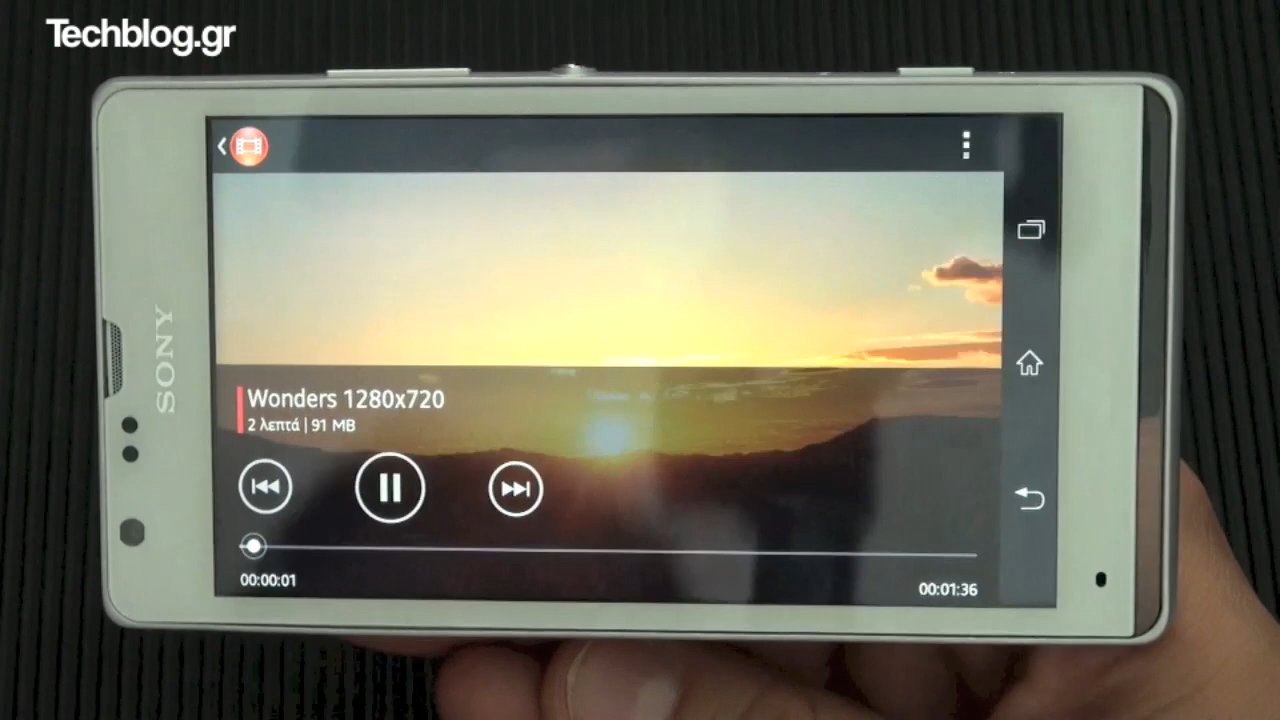 Techblog.gr
SONY
Wonders 1280x720
2 λεπτά | 91 MB
00:00:01
00:01:36